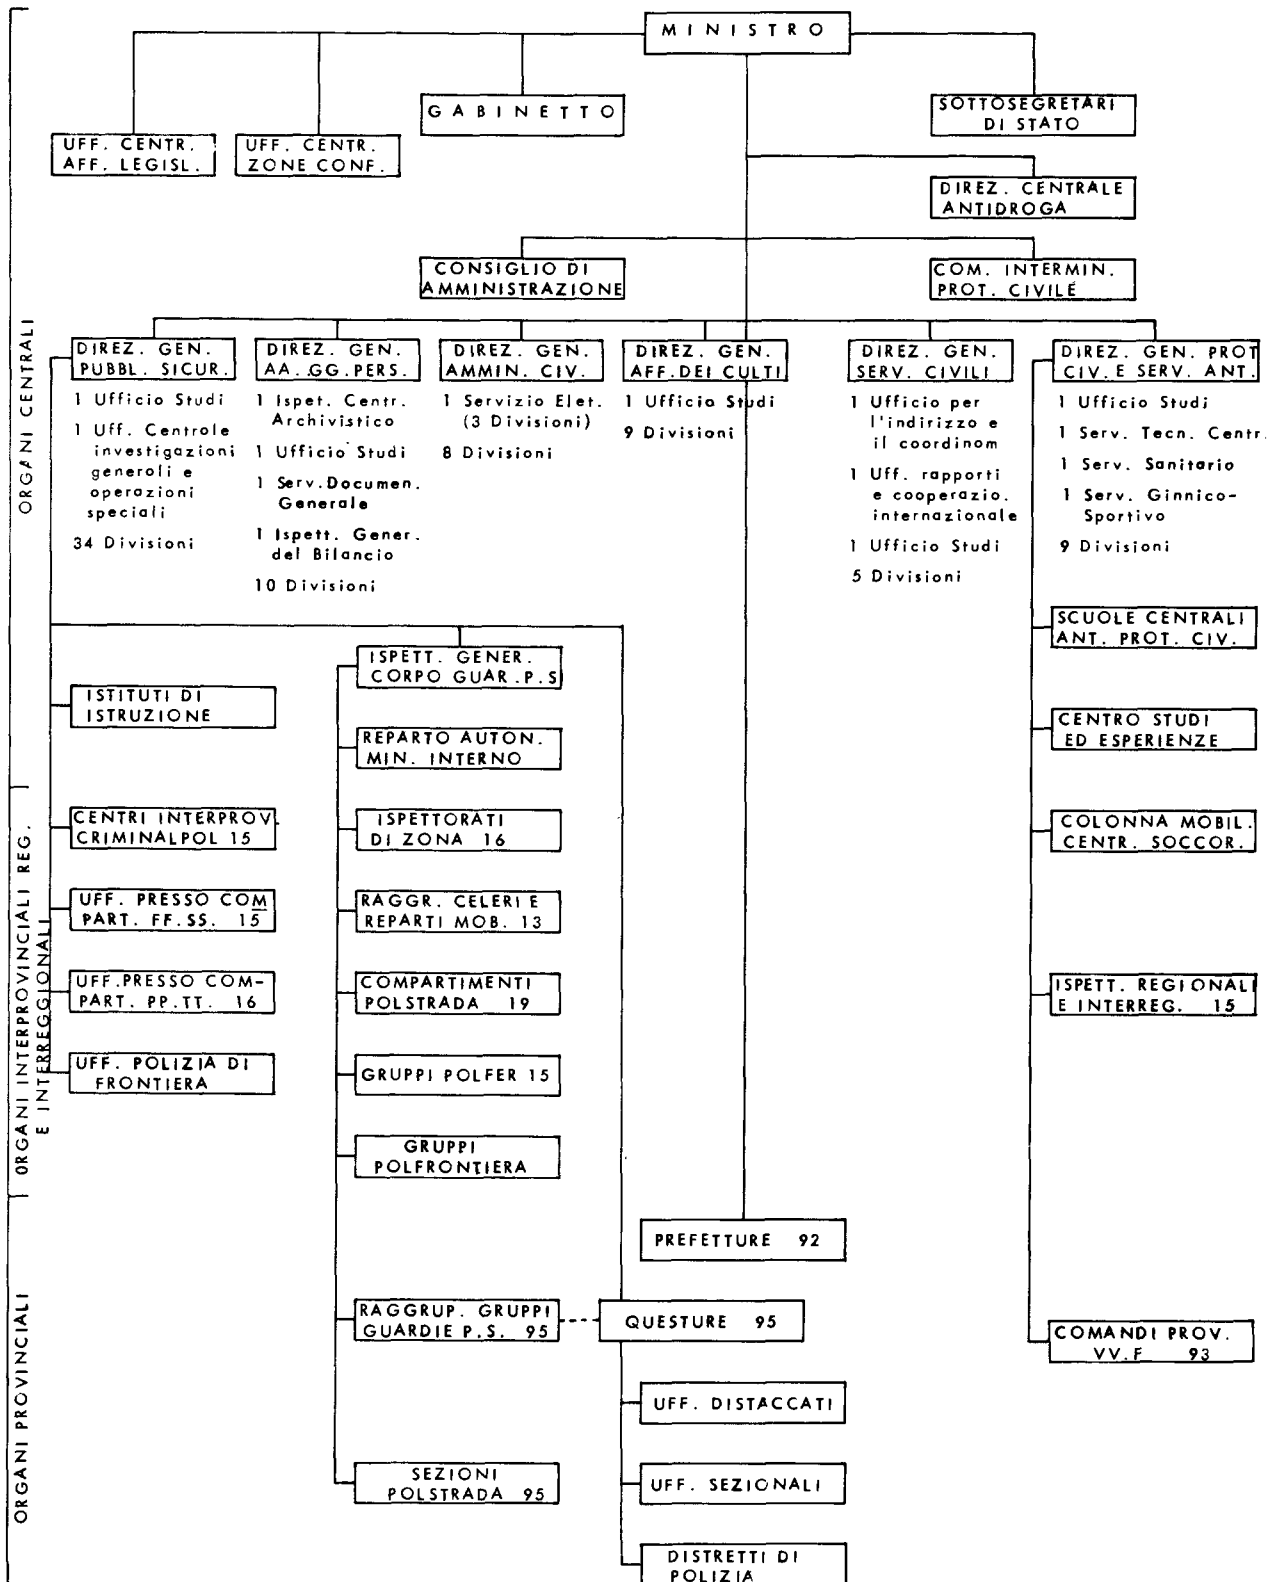 MINISTRO
GABINETTO
SOTTOSEGRETARI
DI STATO
UFF. CENTR.
AFF. LEGISL.
UFF. CENTR.
ZONE CONF.
DIREZ. CENTRALE
ANTIDROGA
CONSIGLIO DI
AMMINISTRAZIONE
COM. INTERMIN.
PROT. CIVILE
ORGANI CENTRALI
DIREZ. GEN.
PUBBL. SICUR.
1 Ufficio Studi
1 Uff. Centrale
investigazioni
generoli e
operazioni
speciali
34 Divisioni
DIREZ. GEN.
AA. GG. PERS.
1 Ispet. Centr.
Archivistico
1 Ufficio Studi
1 Serv. Documen.
Generale
1 Ispett. Gener.
del Bilancio
10 Divisioni
DIREZ. GEN.
AMMIN. CIV.
1 Servizio Elet.
(3 Divisioni)
8 Divisioni
DIREZ. GEN.
AFF. DEI CULTI
1 Ufficio Studi
9 Divisioni
DIREZ. GEN.
SERV. CIVILI
1 Ufficio per
l'indirizzo e
il coordinom
1 Uff. rapporti
e cooperazio.
internazionale
1 Ufficio Studi
5 Divisioni
DIREZ. GEN. PROT
CIV. E SERV. ANT.
1 Ufficio Studi
1 Serv. Tecn. Centr.
1 Serv. Sanitario
1 Serv. Ginnico-
Sportivo
9 Divisioni
ISTITUTI DI
ISTRUZIONE
ISPETT. GENER.
CORPO GUAR. P.S
REPARTO AUTON.
MIN. INTERNO
SCUOLE CENTRALI
ANT. PROT. CIV.
CENTRO STUDI
ED ESPERIENZE
ORGANI INTERPROVINCIALI REG.
E INTERREGGIONALI
CENTRI INTERPROV.
CRIMINALPOL 15
UFF. PRESSO COM
PART. FF.SS. 15
UFF. PRESSO COM-
PART. PP.TT. 16
UFF. POLIZIA DI
FRONTIERA
ISPETTORATI
DI ZONA 16
RAGGR. CELERI E
REPARTI MOB. 13
COMPARTIMENTI
POLSTRADA 19
GRUPPI POLFER 15
GRUPPI
POLFRONTIERA
COLONNA MOBIL.
CENTR. SOCCOR.
ISPETT. REGIONALI
E INTERREG. 15
ORGANI PROVINCIALI
PREFETTURE 92
RAGGRUP. GRUPPI
GUARDIE P.S. 95
QUESTURE 95
COMANDI PROV.
VV.F 93
UFF. DISTACCATI
SEZIONI
POLSTRADA 95
UFF. SEZIONALI
DISTRETTI DI
POLIZIA